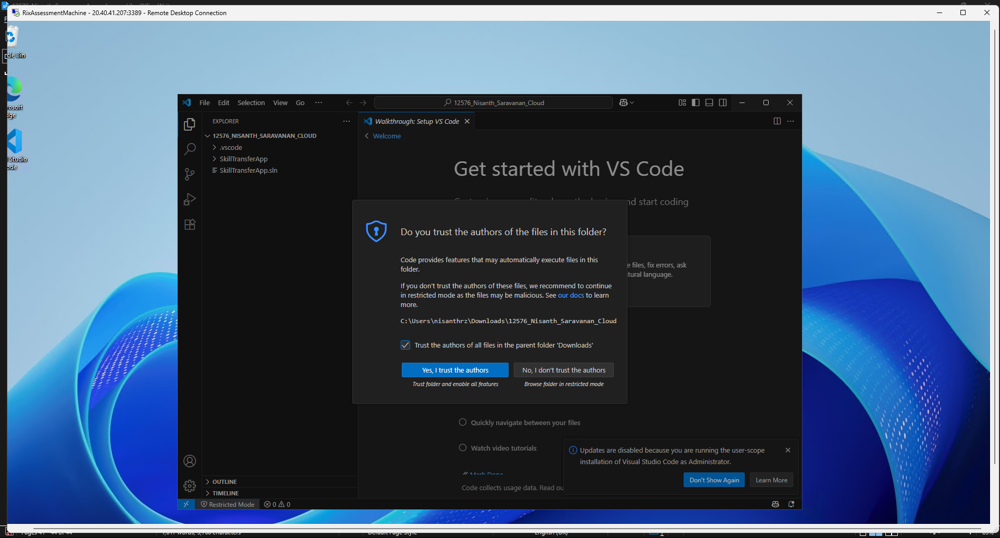 RixAssessmentMachine - 20.40.41.207:3389 - Remote Desktop Connection
cle Bin
rosoft
dge
Studio
ode
File Edit Selection View Go ···
12576_Nisanth_Saravanan_Cloud
EXPLORER
Walkthrough: Setup VS Code
12576_NISANTH_SARAVANAN_CLOUD
.vscode
SkillTransferApp
SkillTransferApp.sln
Welcome
Get started with VS Code
nd start coding
Do you trust the authors of the files in this folder?
Code provides features that may automatically execute files in this
folder.
If you don't trust the authors of these files, we recommend to continue
in restricted mode as the files may be malicious. See our docs to learn
more.
C:\Users\nisanthrz\Downloads\12576_Nisanth_Saravanan_Cloud
Trust the authors of all files in the parent folder 'Downloads'
Yes, I trust the authors
No, I don't trust the authors
Trust folder and enable all features
Browse folder in restricted mode
e files, fix errors, ask
tural language.
Quickly navigate between your files
Watch video tutorials
Mark Done
Code collects usage data. Read ou
Updates are disabled because you are running the user-scope
installation of Visual Studio Code as Administrator.
Don't Show Again
Learn More
OUTLINE
TIMELINE
Restricted Mode
0 0
Default Page Style